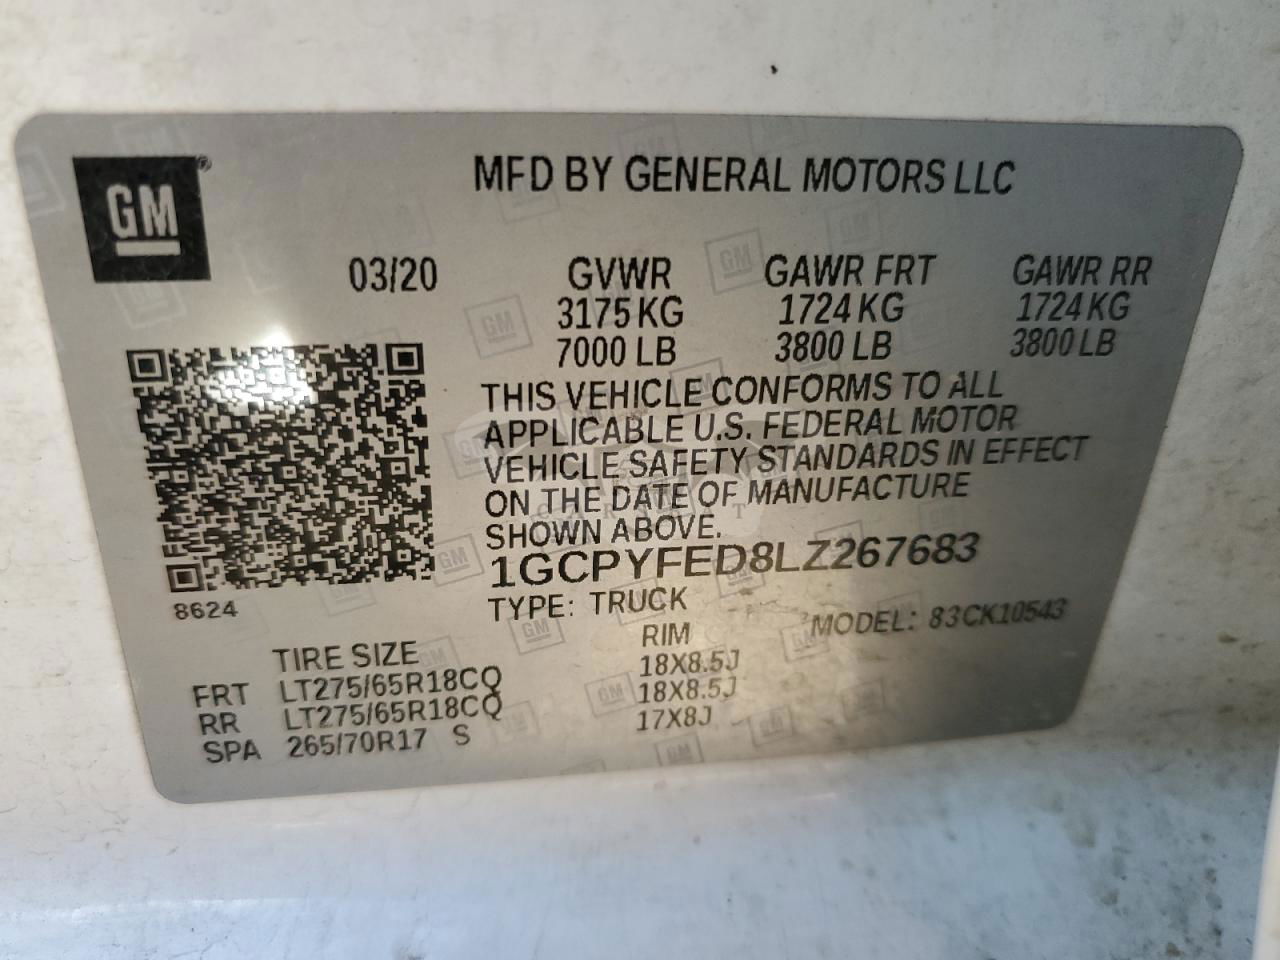 GM ®
MFD BY GENERAL MOTORS LLC
03/20 GVWR GAWR FRT GAWR RR
3175 KG 1724 KG 1724 KG
7000 LB 3800 LB 3800 LB
THIS VEHICLE CONFORMS TO ALL
APPLICABLE U.S. FEDERAL MOTOR
VEHICLE SAFETY STANDARDS IN EFFECT
ON THE DATE OF MANUFACTURE
SHOWN ABOVE.
1GCPYFED8LZ267683
8624
TYPE: TRUCK MODEL: 83CK10543
TIRE SIZE RIM
FRT LT275/65R18CQ 18X8.5J
RR LT275/65R18CQ 18X8.5J
SPA 265/70R17 S 17X8J